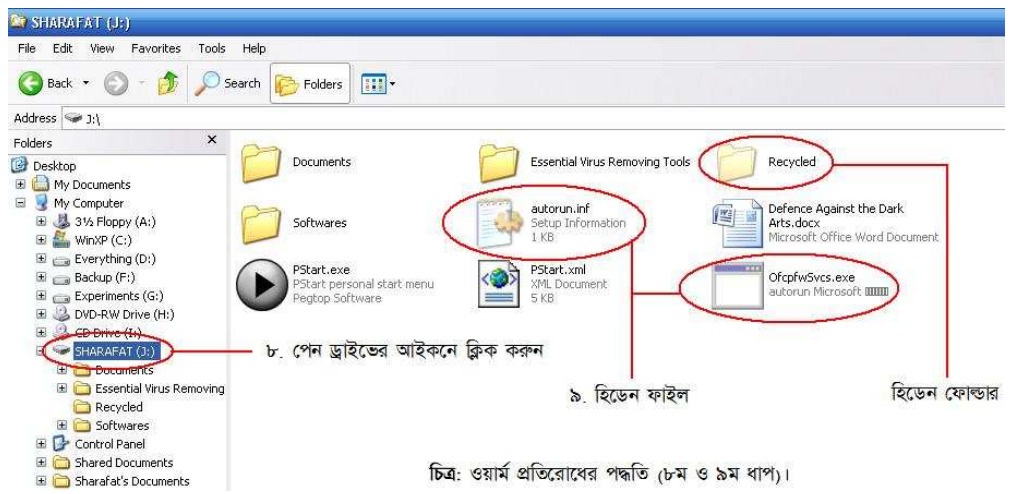 SHARAFAT (J:)
File Edit View Favorites Tools Help
Back Search Folders
Address J:\
Folders
Desktop
My Documents
My Computer
3½ Floppy (A:)
WinXP (C:)
Everything (D:)
Backup (F:)
Experiments (G:)
DVD-RW Drive (H:)
CD Drive (I:)
SHARAFAT (J:)
Documents
Essential Virus Removing
Recycled
Softwares
Control Panel
Shared Documents
Sharafat's Documents
Documents
Essential Virus Removing Tools
Recycled
Softwares
autorun.inf
Setup Information
1 KB
Defence Against the Dark
Arts.docx
Microsoft Office Word Document
PStart.exe
PStart personal start menu
Pegtop Software
PStart.xml
XML Document
5 KB
OfcpfwSvcs.exe
autorun Microsoft
৮. পেন ড্রাইভের আইকনে ক্লিক করুন
৯. হিডেন ফাইল
হিডেন ফোল্ডার
চিত্র: ওয়ার্ম প্রতিরোধের পদ্ধতি (৮ম ও ৯ম ধাপ)।